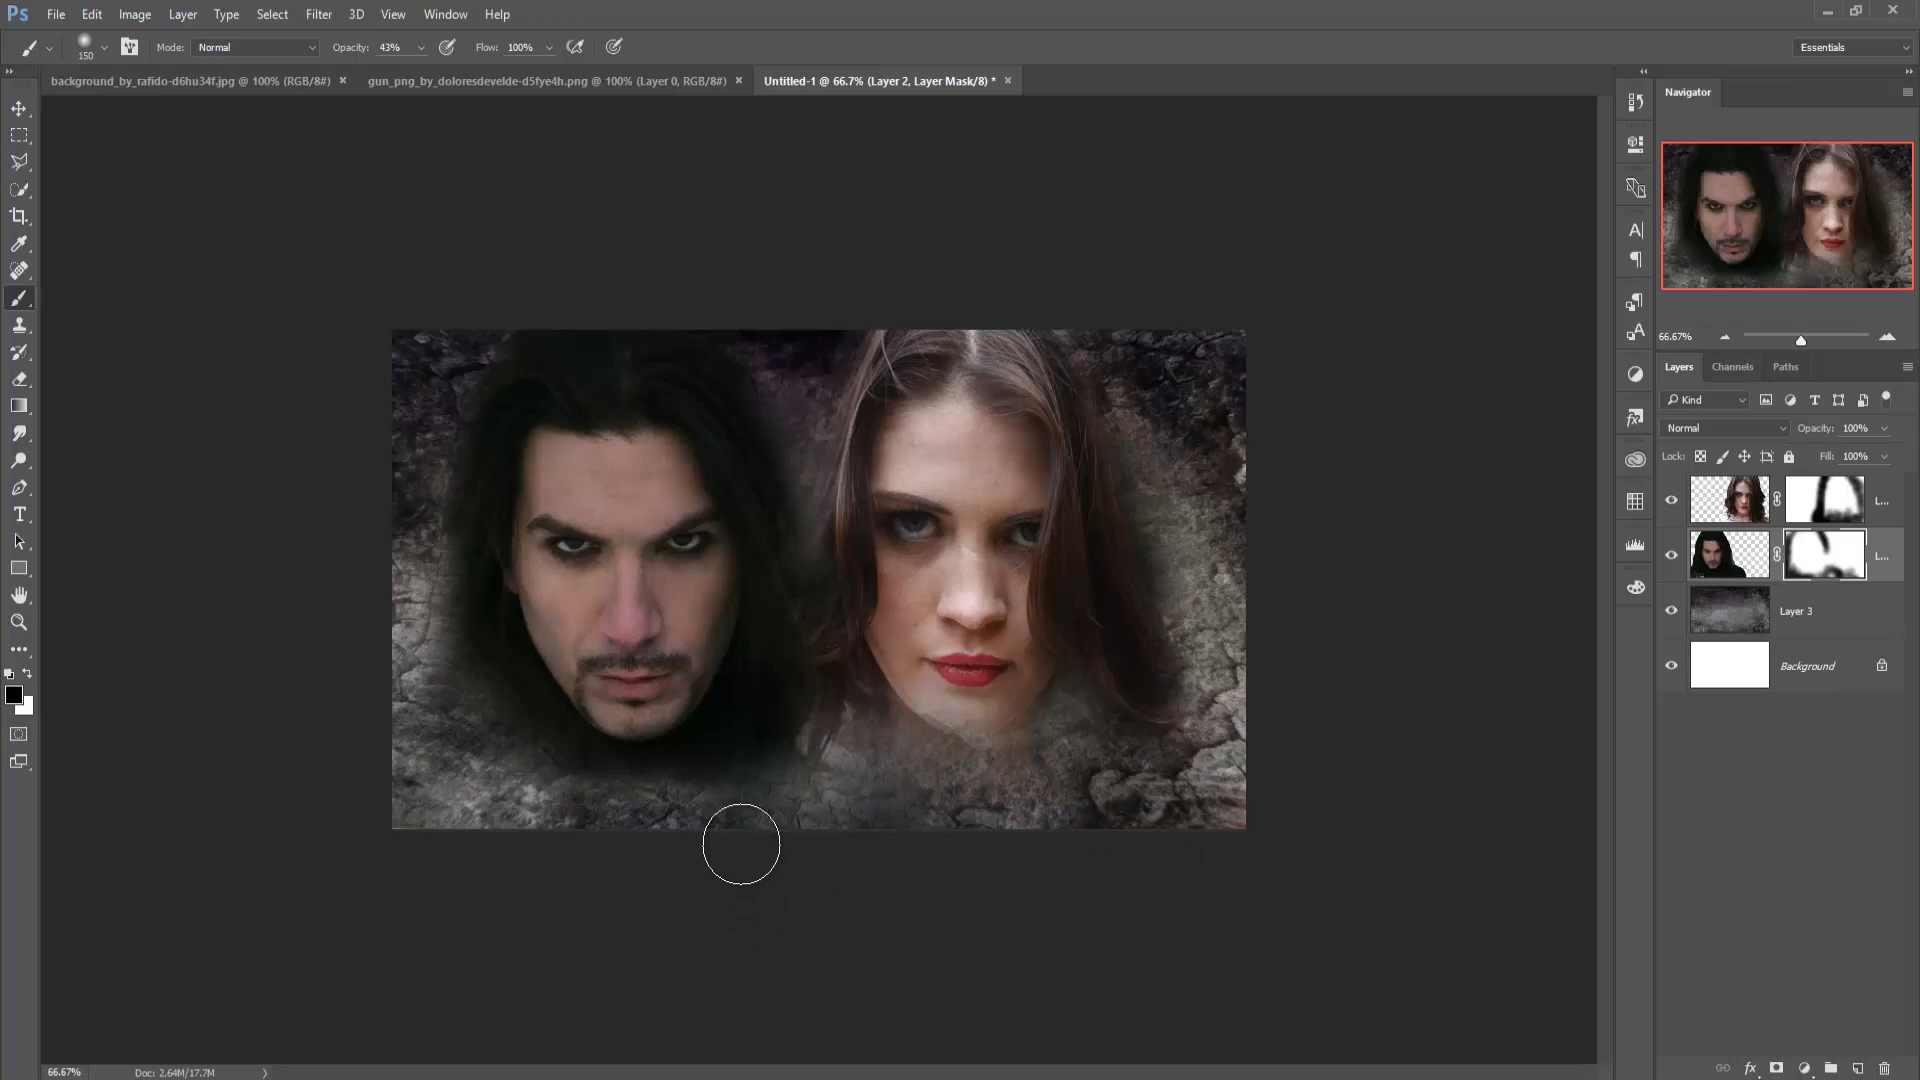 Ps File Edit Image Layer Type Select Filter 3D View Window Help
150 Mode: Normal Opacity: 43% Flow: 100% Essentials
background_by_rafido-d6hu34f.jpg @ 100% (RGB/8#) × gun_png_by_doloresdevelde-d5fye4h.png @ 100% (Layer 0, RGB/8#) × Untitled-1 @ 66.7% (Layer 2, Layer Mask/8) * ×
Navigator
66.67%
Layers Channels Paths
Kind
Normal Opacity: 100%
Lock: Fill: 100%
L...
L...
Layer 3
Background
66.67% Doc: 2.64M/17.7M